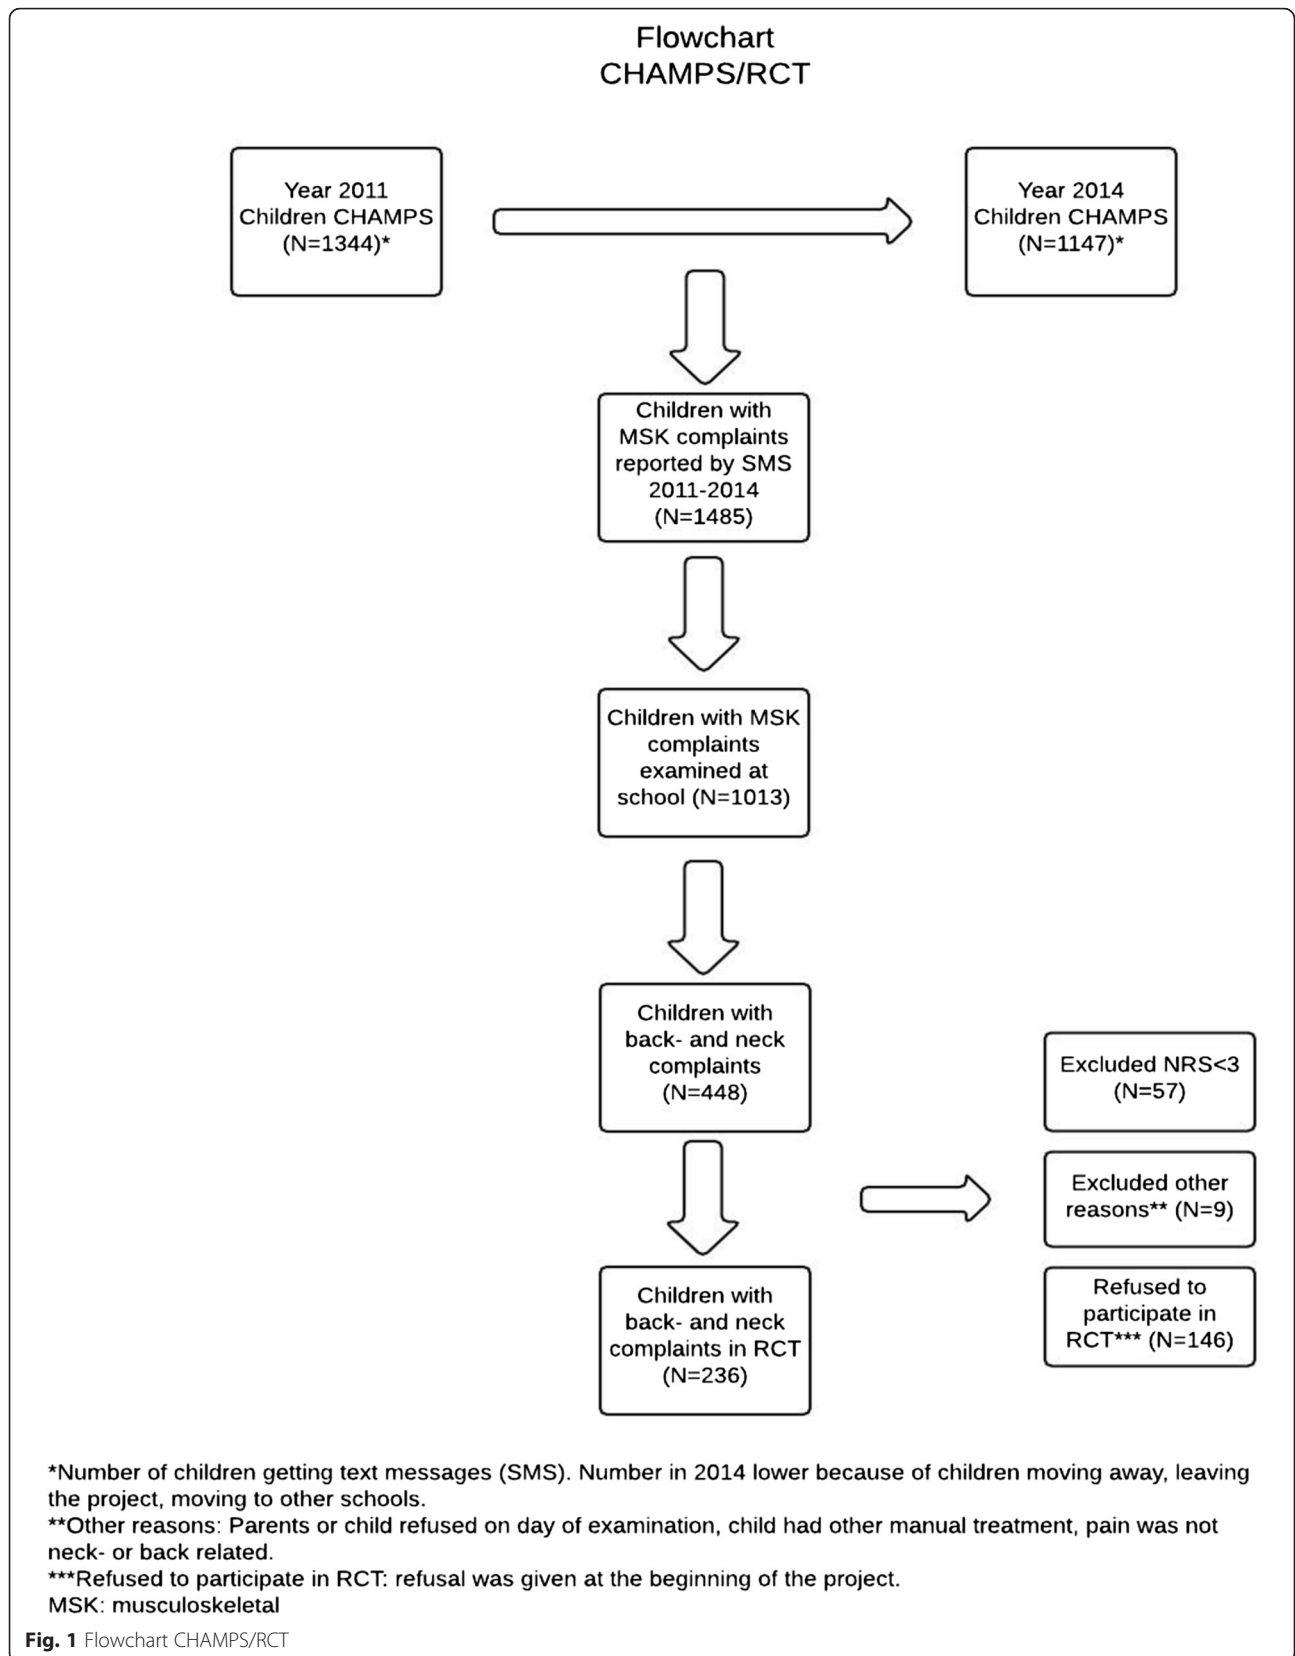 Flowchart
CHAMPS/RCT
Year 2011
Children CHAMPS
(N=1344)*
Year 2014
Children CHAMPS
(N=1147)*
Children with
MSK complaints
reported by SMS
2011-2014
(N=1485)
Children with MSK
complaints
examined at
school (N=1013)
Children with
back- and neck
complaints
(N=448)
Excluded NRS<3
(N=57)
Excluded other
reasons** (N=9)
Refused to
participate in
RCT*** (N=146)
Children with
back- and neck
complaints in RCT
(N=236)
*Number of children getting text messages (SMS). Number in 2014 lower because of children moving away, leaving
the project, moving to other schools.
**Other reasons: Parents or child refused on day of examination, child had other manual treatment, pain was not
neck- or back related.
***Refused to participate in RCT: refusal was given at the beginning of the project.
MSK: musculoskeletal
Fig. 1 Flowchart CHAMPS/RCT